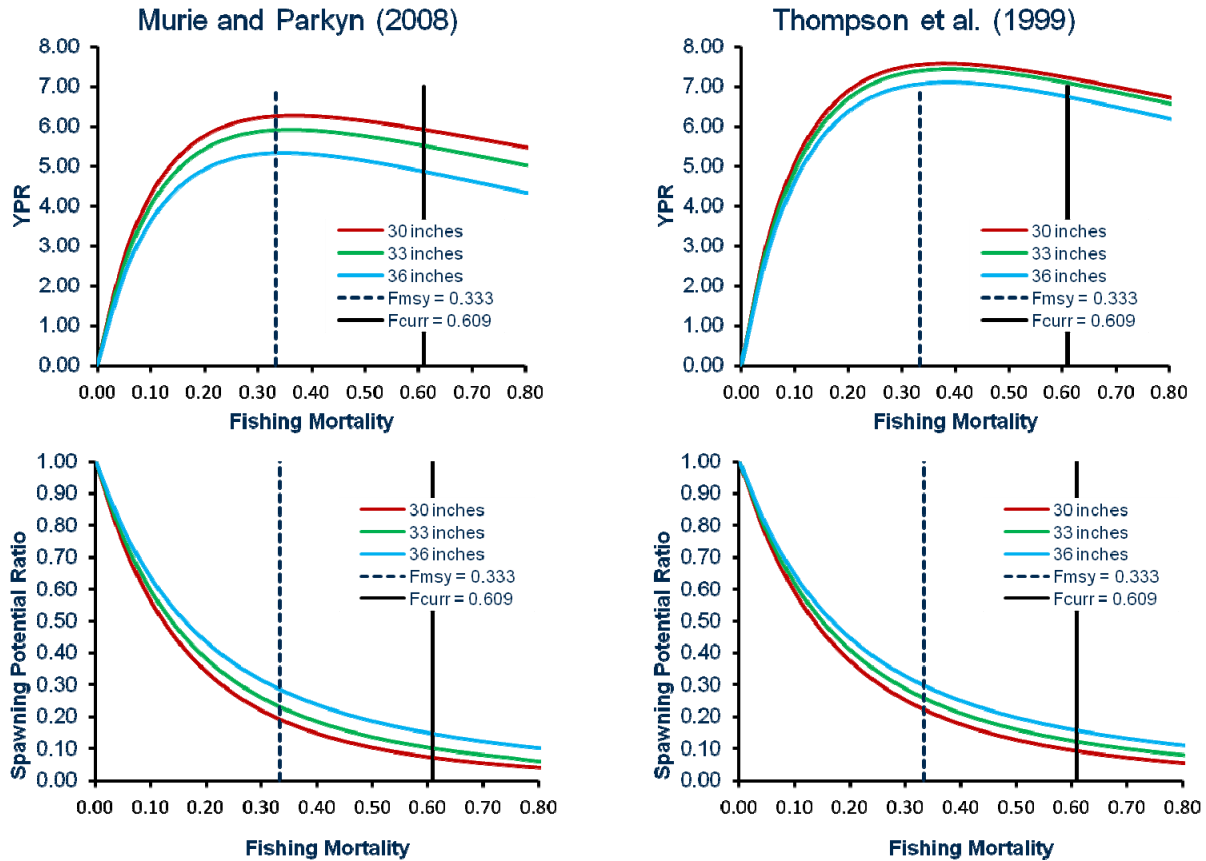 Murie and Parkyn (2008)
8.00
7.00
6.00
5.00
4.00
3.00
2.00
1.00
0.00
YPR
30 inches
33 inches
36 inches
Fmsy = 0.333
Fcurr = 0.609
0.00 0.10 0.20 0.30 0.40 0.50 0.60 0.70 0.80
Fishing Mortality
Thompson et al. (1999)
8.00
7.00
6.00
5.00
4.00
3.00
2.00
1.00
0.00
YPR
30 inches
33 inches
36 inches
Fmsy = 0.333
Fcurr = 0.609
0.00 0.10 0.20 0.30 0.40 0.50 0.60 0.70 0.80
Fishing Mortality
1.00
0.90
0.80
0.70
0.60
0.50
0.40
0.30
0.20
0.10
0.00
Spawning Potential Ratio
30 inches
33 inches
36 inches
Fmsy = 0.333
Fcurr = 0.609
0.00 0.10 0.20 0.30 0.40 0.50 0.60 0.70 0.80
Fishing Mortality
1.00
0.90
0.80
0.70
0.60
0.50
0.40
0.30
0.20
0.10
0.00
Spawning Potential Ratio
30 inches
33 inches
36 inches
Fmsy = 0.333
Fcurr = 0.609
0.00 0.10 0.20 0.30 0.40 0.50 0.60 0.70 0.80
Fishing Mortality